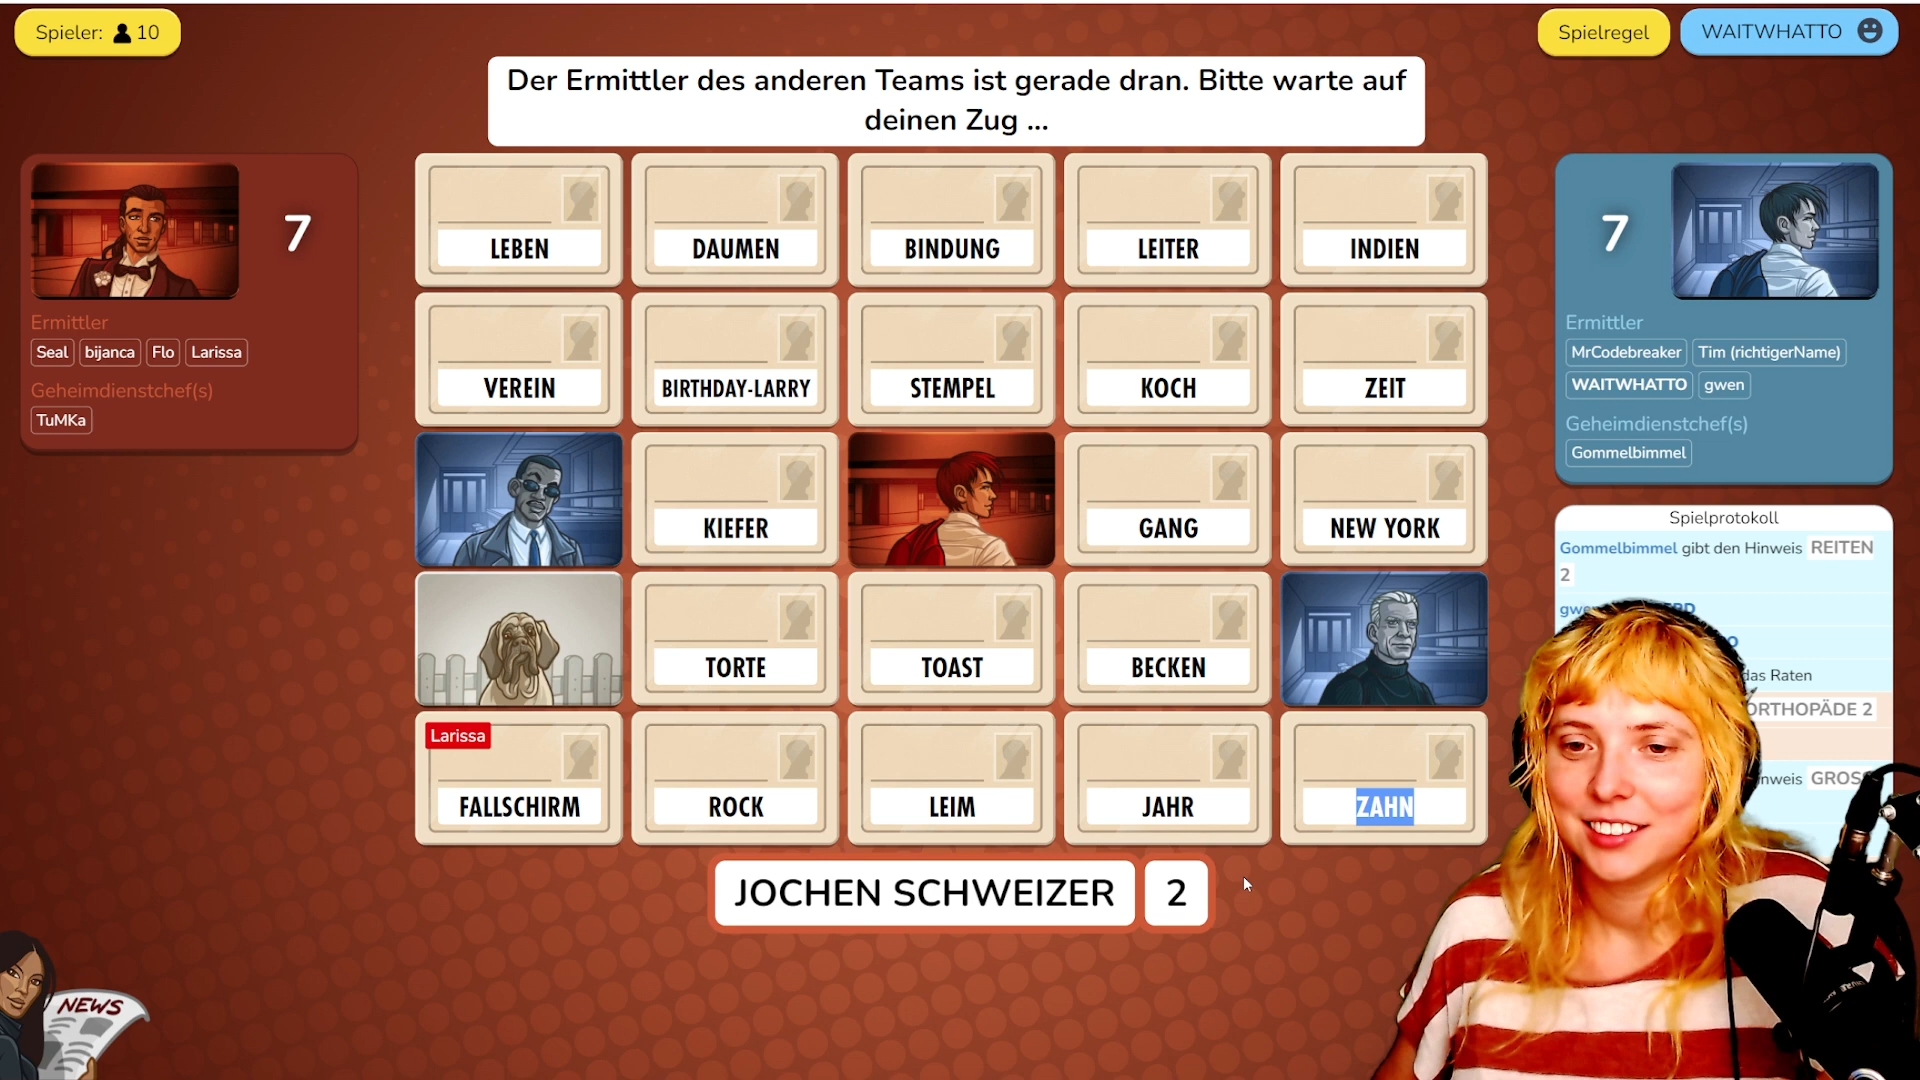 Spieler: 10
Spielregel
WAITWHATTO
Der Ermittler des anderen Teams ist gerade dran. Bitte warte auf
deinen Zug ...
7
Ermittler
Seal bijanca Flo Larissa
Geheimdienstchef(s)
TuMKa
LEBEN
DAUMEN
BINDUNG
LEITER
INDIEN
VEREIN
BIRTHDAY-LARRY
STEMPEL
KOCH
ZEIT
KIEFER
GANG
NEW YORK
TORTE
TOAST
BECKEN
Larissa
FALLSCHIRM
ROCK
LEIM
JAHR
ZAHN
JOCHEN SCHWEIZER 2
7
Ermittler
MrCodebreaker Tim (richtigerName)
WAITWHATTO gwen
Geheimdienstchef(s)
Gommelbimmel
Spielprotokoll
Gommelbimmel gibt den Hinweis REITEN
2
das Raten
ORTHOPÄDE 2
NEWS